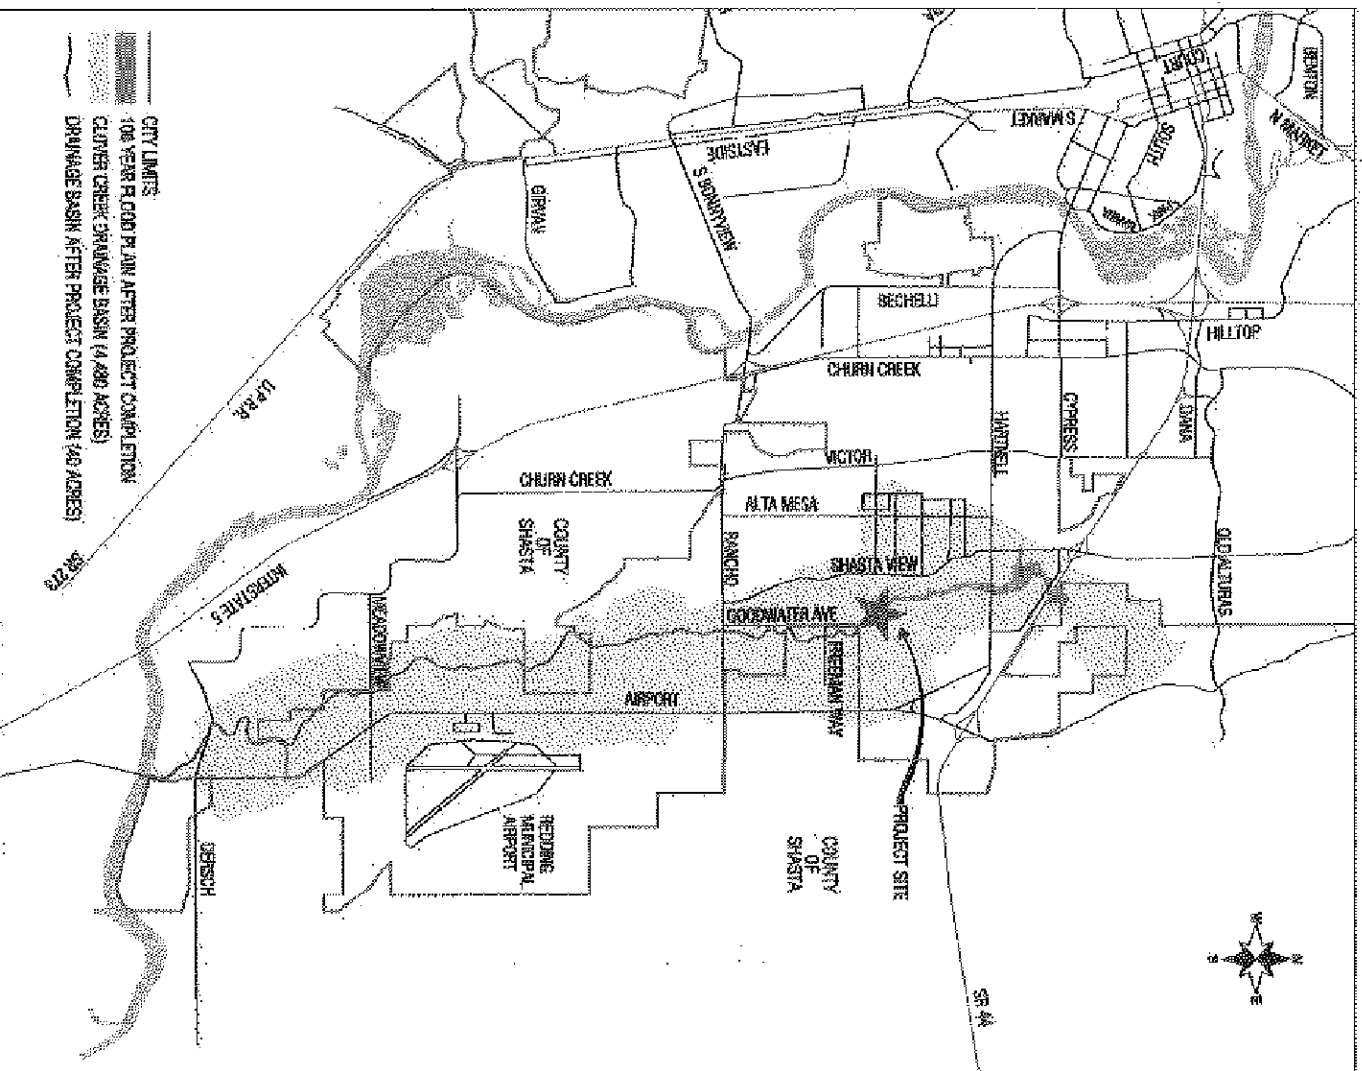 BENTON
COURT
SOUTH
S MARKET
EASTSIDE
S BONNYVIEW
GIRVAN
BECHELLI
HILLTOP
CHURN CREEK
CYPRESS
DANA
HARTNELL
VICTOR
CHURN CREEK
ALTA MESA
RANCHO
SHASTA VIEW
OLD ALTURAS
GOODWATER AVE
FREEMAN WAY
AIRPORT
MEADOWVIEW
COUNTY
OF
SHASTA
INTERSTATE 5
U.P.R.R.
SR 273
PROJECT SITE
COUNTY
OF
SHASTA
REDDING
MUNICIPAL
AIRPORT
DERSCH
SR 44
N
E
S
W
CITY LIMITS
100 YEAR FLOOD PLAIN AFTER PROJECT COMPLETION
CLOVER CREEK DRAINAGE BASIN (4,480 ACRES)
DRAINAGE BASIN AFTER PROJECT COMPLETION (40 ACRES)